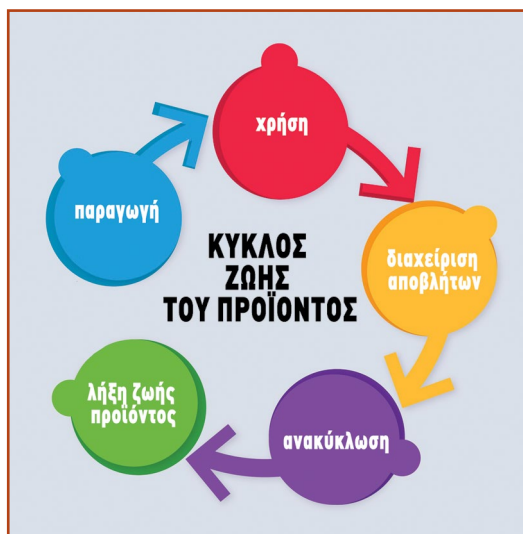 χρήση
παραγωγή
ΚΥΚΛΟΣ
ΖΩΗΣ
ΤΟΥ ΠΡΟΪΟΝΤΟΣ
διαχείριση
αποβλήτων
λήξη ζωής
προϊόντος
ανακύκλωση